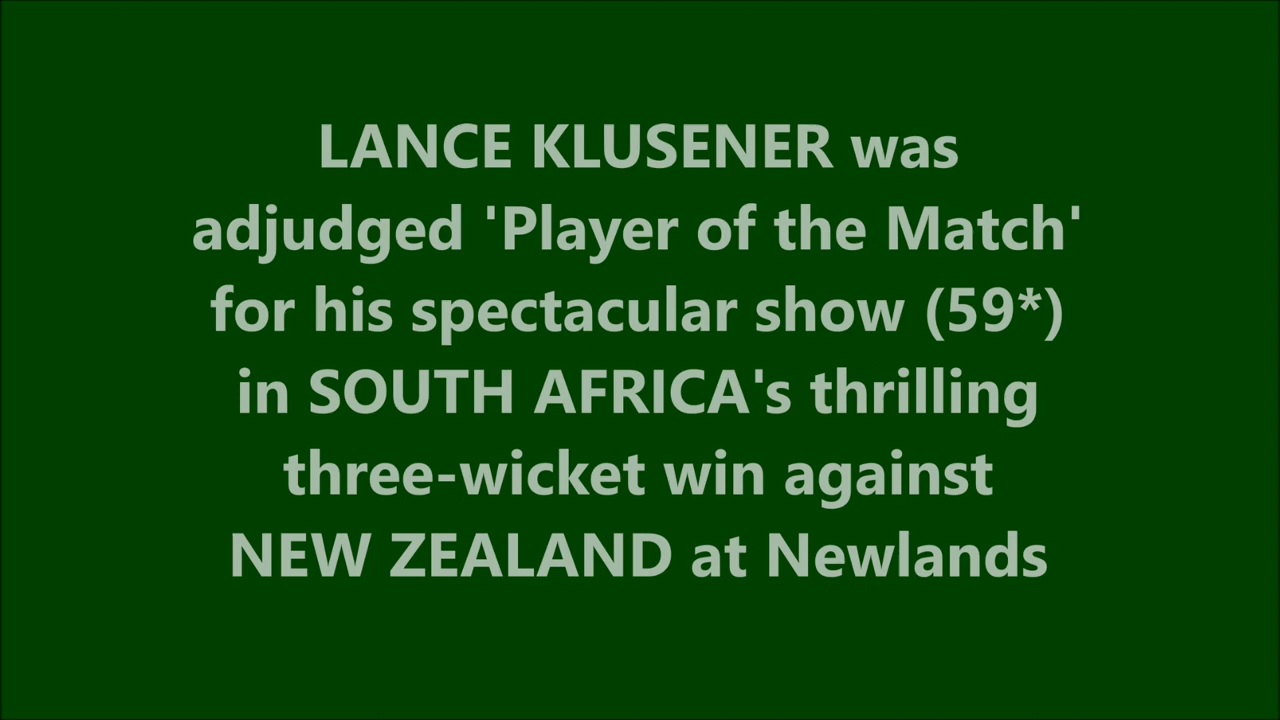 LANCE KLUSENER was
adjudged 'Player of the Match'
for his spectacular show (59*)
in SOUTH AFRICA's thrilling
three-wicket win against
NEW ZEALAND at Newlands